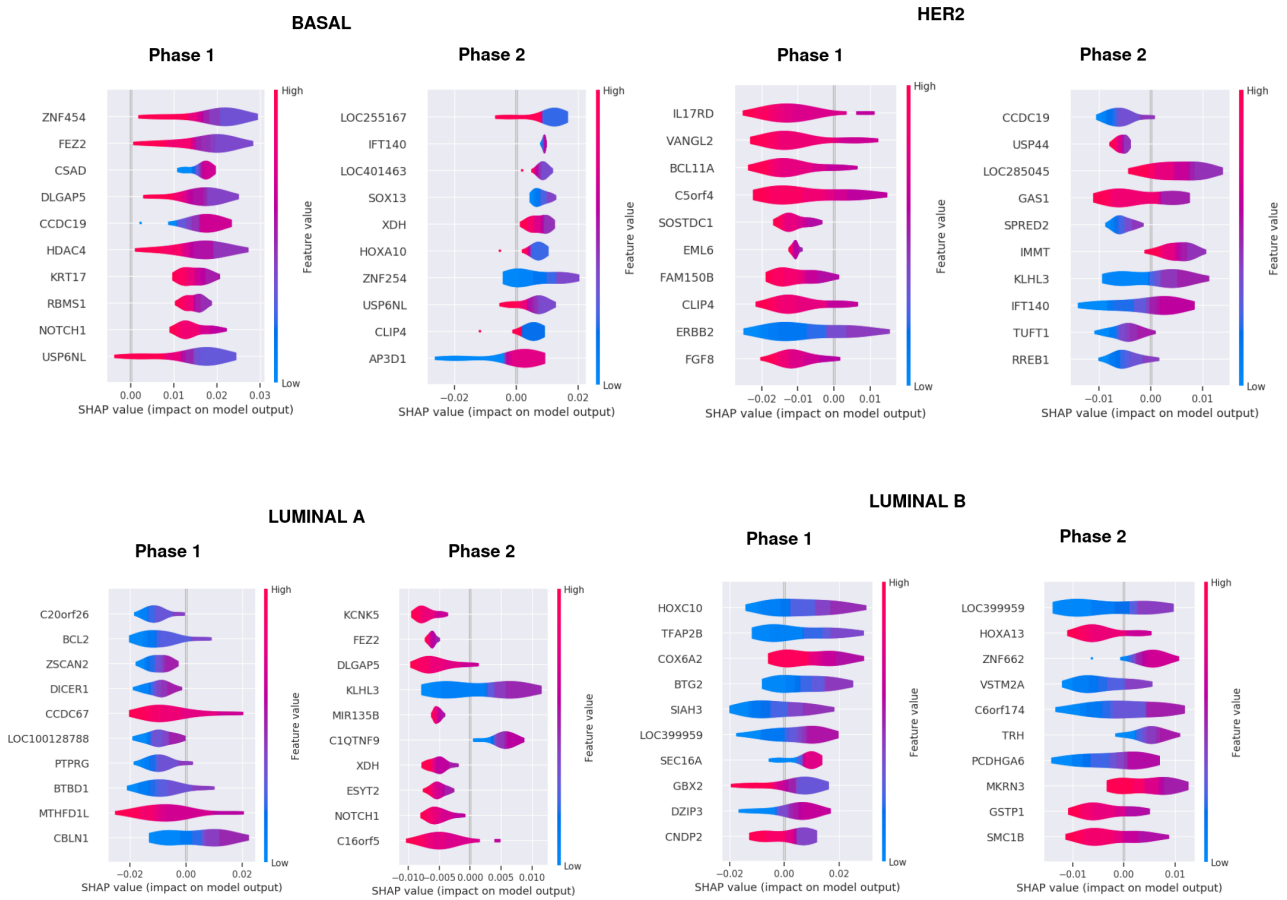 BASAL
Phase 1
ZNF454
FEZ2
CSAD
DLGAP5
CCDC19
HDAC4
KRT17
RBMS1
NOTCH1
USP6NL
0.00 0.01 0.02 0.03
SHAP value (impact on model output)
High
Feature value
Low
Phase 2
LOC255167
IFT140
LOC401463
SOX13
XDH
HOXA10
ZNF254
USP6NL
CLIP4
AP3D1
−0.02 0.00 0.02
SHAP value (impact on model output)
High
Feature value
Low
HER2
Phase 1
IL17RD
VANGL2
BCL11A
C5orf4
SOSTDC1
EML6
FAM150B
CLIP4
ERBB2
FGF8
−0.02 −0.01 0.00 0.01
SHAP value (impact on model output)
High
Feature value
Low
Phase 2
CCDC19
USP44
LOC285045
GAS1
SPRED2
IMMT
KLHL3
IFT140
TUFT1
RREB1
−0.01 0.00 0.01
SHAP value (impact on model output)
High
Feature value
Low
LUMINAL A
Phase 1
C20orf26
BCL2
ZSCAN2
DICER1
CCDC67
LOC100128788
PTPRG
BTBD1
MTHFD1L
CBLN1
−0.02 0.00 0.02
SHAP value (impact on model output)
High
Feature value
Low
Phase 2
KCNK5
FEZ2
DLGAP5
KLHL3
MIR135B
C1QTNF9
XDH
ESYT2
NOTCH1
C16orf5
−0.010 −0.005 0.000 0.005 0.010
SHAP value (impact on model output)
High
Feature value
Low
LUMINAL B
Phase 1
HOXC10
TFAP2B
COX6A2
BTG2
SIAH3
LOC399959
SEC16A
GBX2
DZIP3
CNDP2
−0.02 0.00 0.02
SHAP value (impact on model output)
High
Feature value
Low
Phase 2
LOC399959
HOXA13
ZNF662
VSTM2A
C6orf174
TRH
PCDHGA6
MKRN3
GSTP1
SMC1B
−0.01 0.00 0.01
SHAP value (impact on model output)
High
Feature value
Low